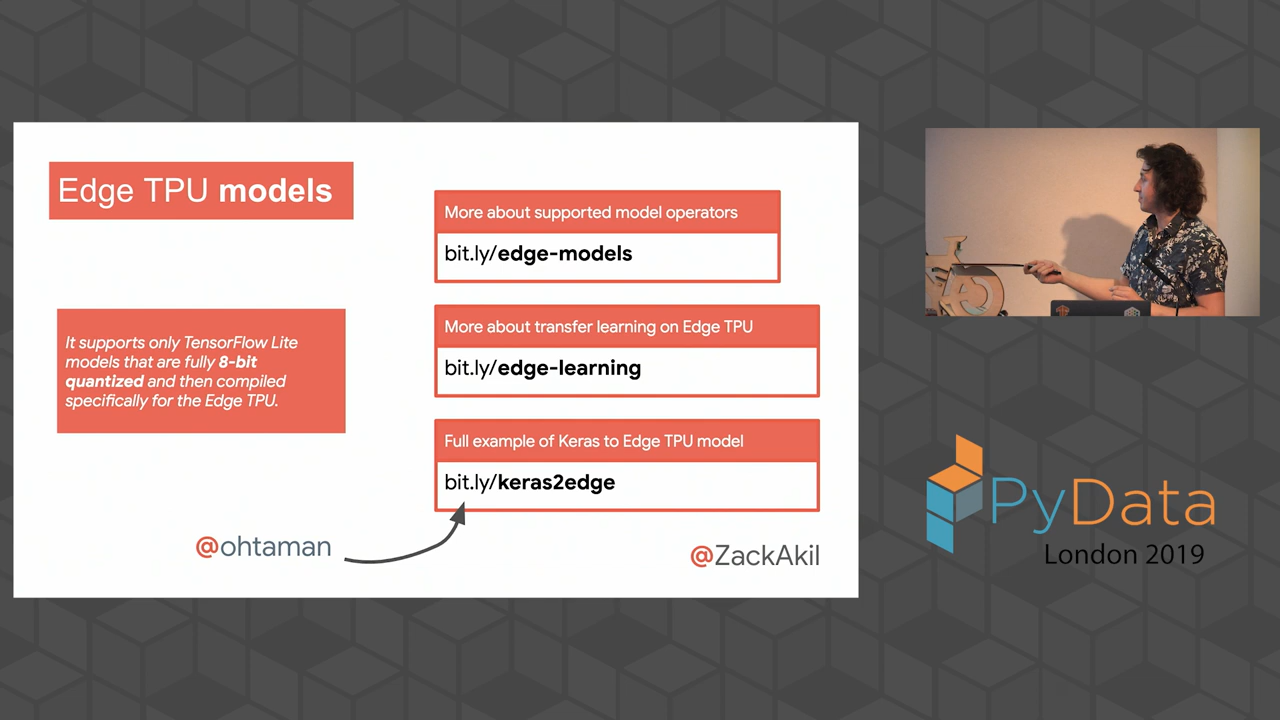 Edge TPU models
It supports only TensorFlow Lite
models that are fully 8-bit
quantized and then compiled
specifically for the Edge TPU.
More about supported model operators
bit.ly/edge-models
More about transfer learning on Edge TPU
bit.ly/edge-learning
Full example of Keras to Edge TPU model
bit.ly/keras2edge
@ohtaman
@ZackAkil
PyData
London 2019